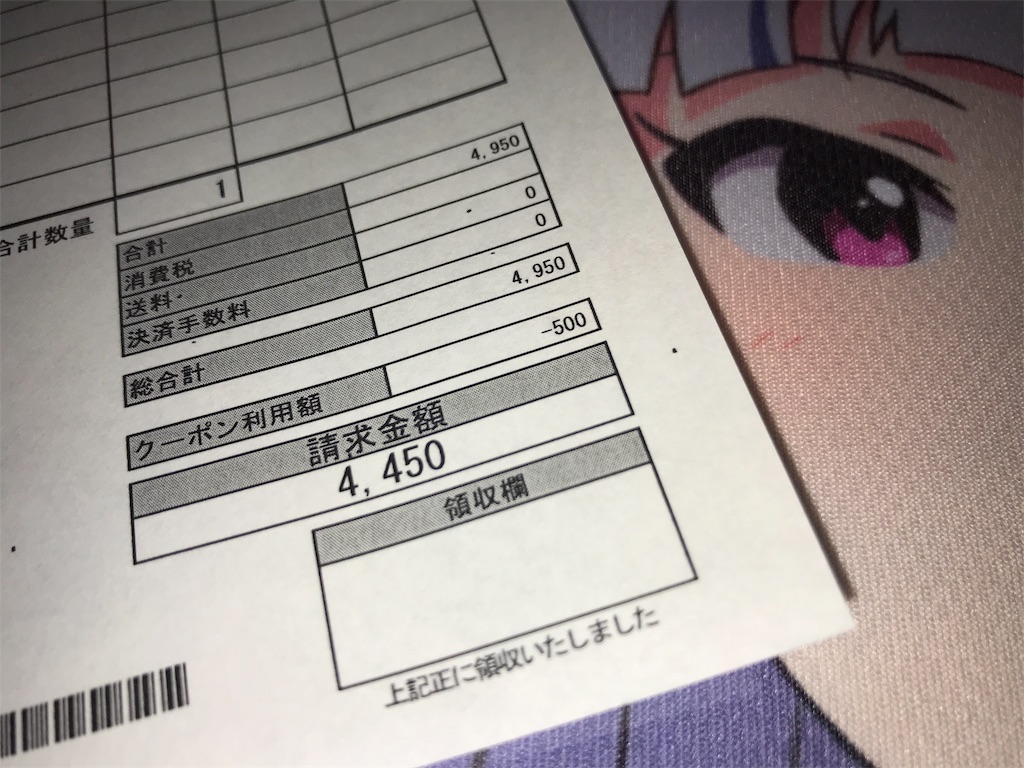 合計数量 1
合計 4,950
消費税
送料 0
決済手数料 0
総合計 4,950
クーポン利用額 -500
請求金額
4,450
領収欄
上記正に領収いたしました